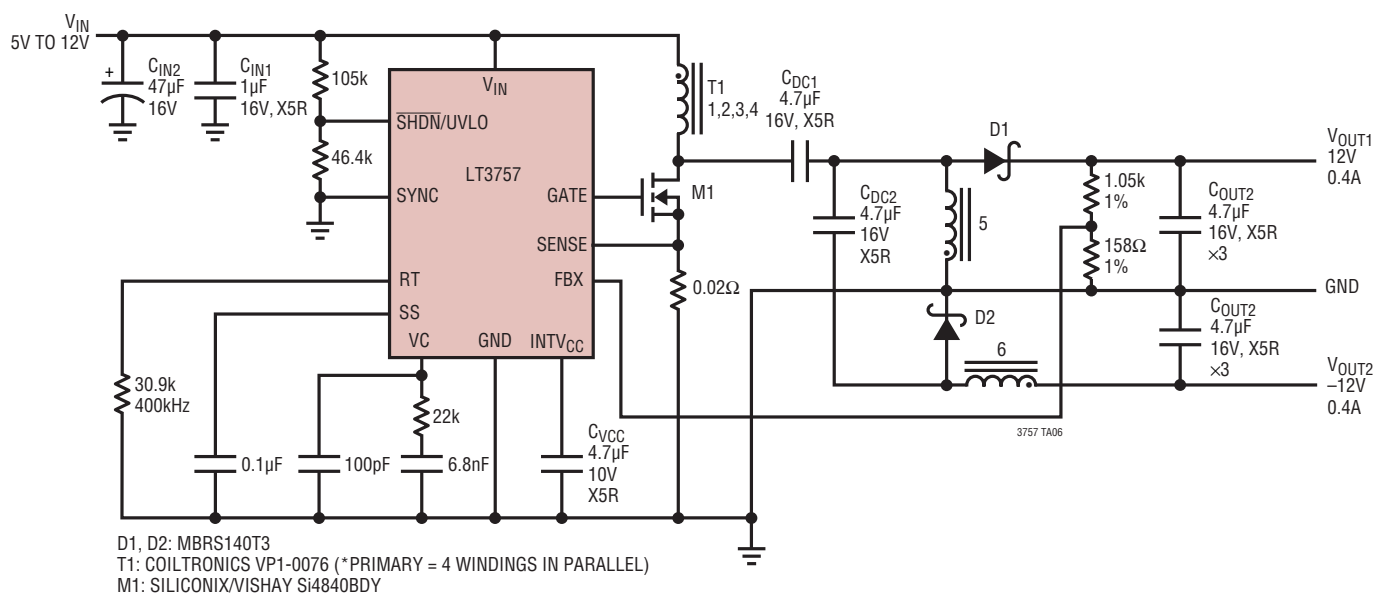 VIN
5V TO 12V
+
CIN2
47µF
16V
CIN1
1µF
16V, X5R
105k
46.4k
VIN
SHDN/UVLO
LT3757
SYNC
GATE
SENSE
RT
FBX
SS
VC
GND
INTVCC
T1
1,2,3,4
M1
0.02Ω
CDC1
4.7µF
16V, X5R
D1
CDC2
4.7µF
16V
X5R
5
1.05k
1%
158Ω
1%
COUT2
4.7µF
16V, X5R
×3
VOUT1
12V
0.4A
GND
D2
6
COUT2
4.7µF
16V, X5R
×3
VOUT2
–12V
0.4A
3757 TA06
30.9k
400kHz
0.1µF
100pF
22k
6.8nF
CVCC
4.7µF
10V
X5R
D1, D2: MBRS140T3
T1: COILTRONICS VP1-0076 (*PRIMARY = 4 WINDINGS IN PARALLEL)
M1: SILICONIX/VISHAY Si4840BDY